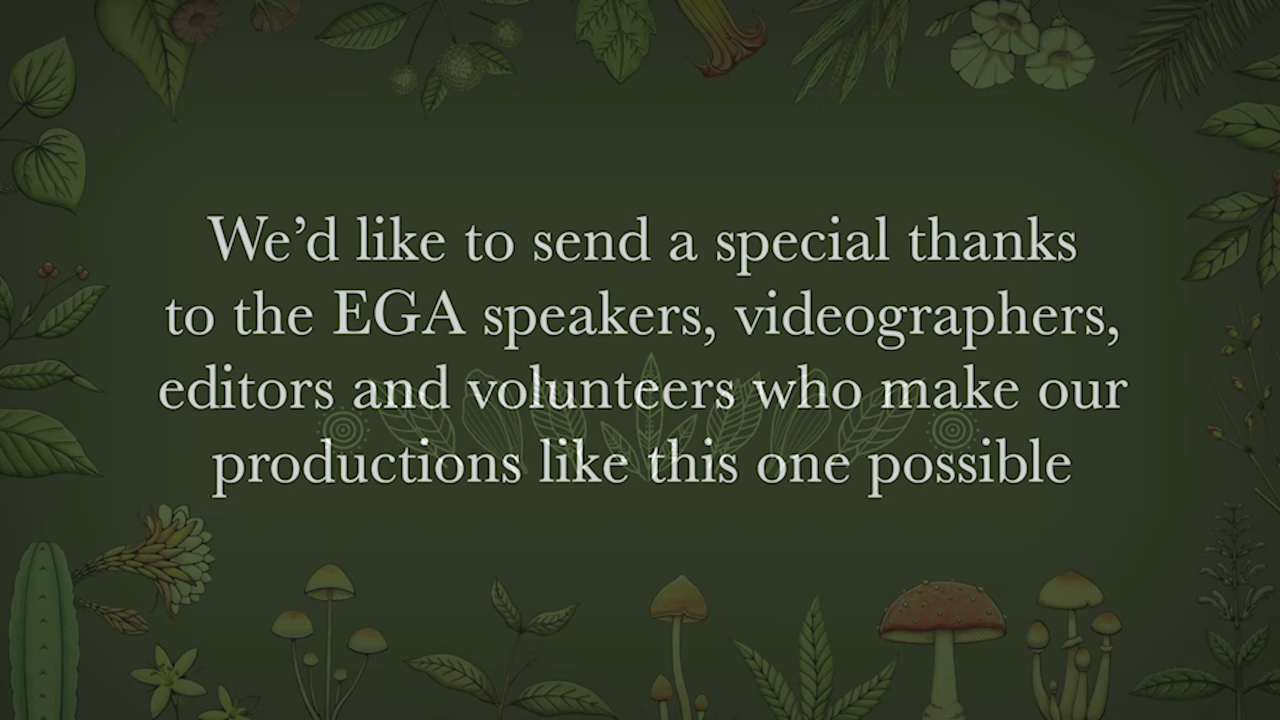 We’d like to send a special thanks
to the EGA speakers, videographers,
editors and volunteers who make our
productions like this one possible